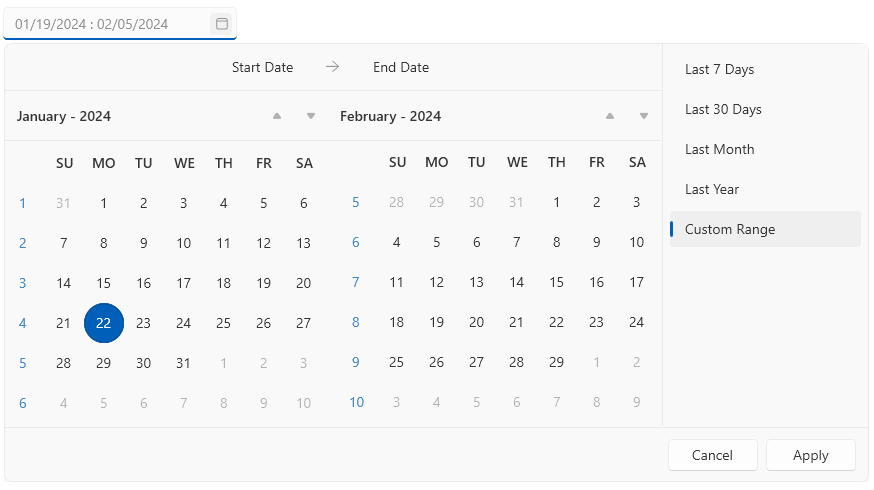 01/19/2024 : 02/05/2024
Start Date End Date
January - 2024
SU MO TU WE TH FR SA
1 31 1 2 3 4 5 6
2 7 8 9 10 11 12 13
3 14 15 16 17 18 19 20
4 21 22 23 24 25 26 27
5 28 29 30 31 1 2 3
6 4 5 6 7 8 9 10
February - 2024
SU MO TU WE TH FR SA
5 28 29 30 31 1 2 3
6 4 5 6 7 8 9 10
7 11 12 13 14 15 16 17
8 18 19 20 21 22 23 24
9 25 26 27 28 29 1 2
10 3 4 5 6 7 8 9
Last 7 Days
Last 30 Days
Last Month
Last Year
Custom Range
Cancel Apply